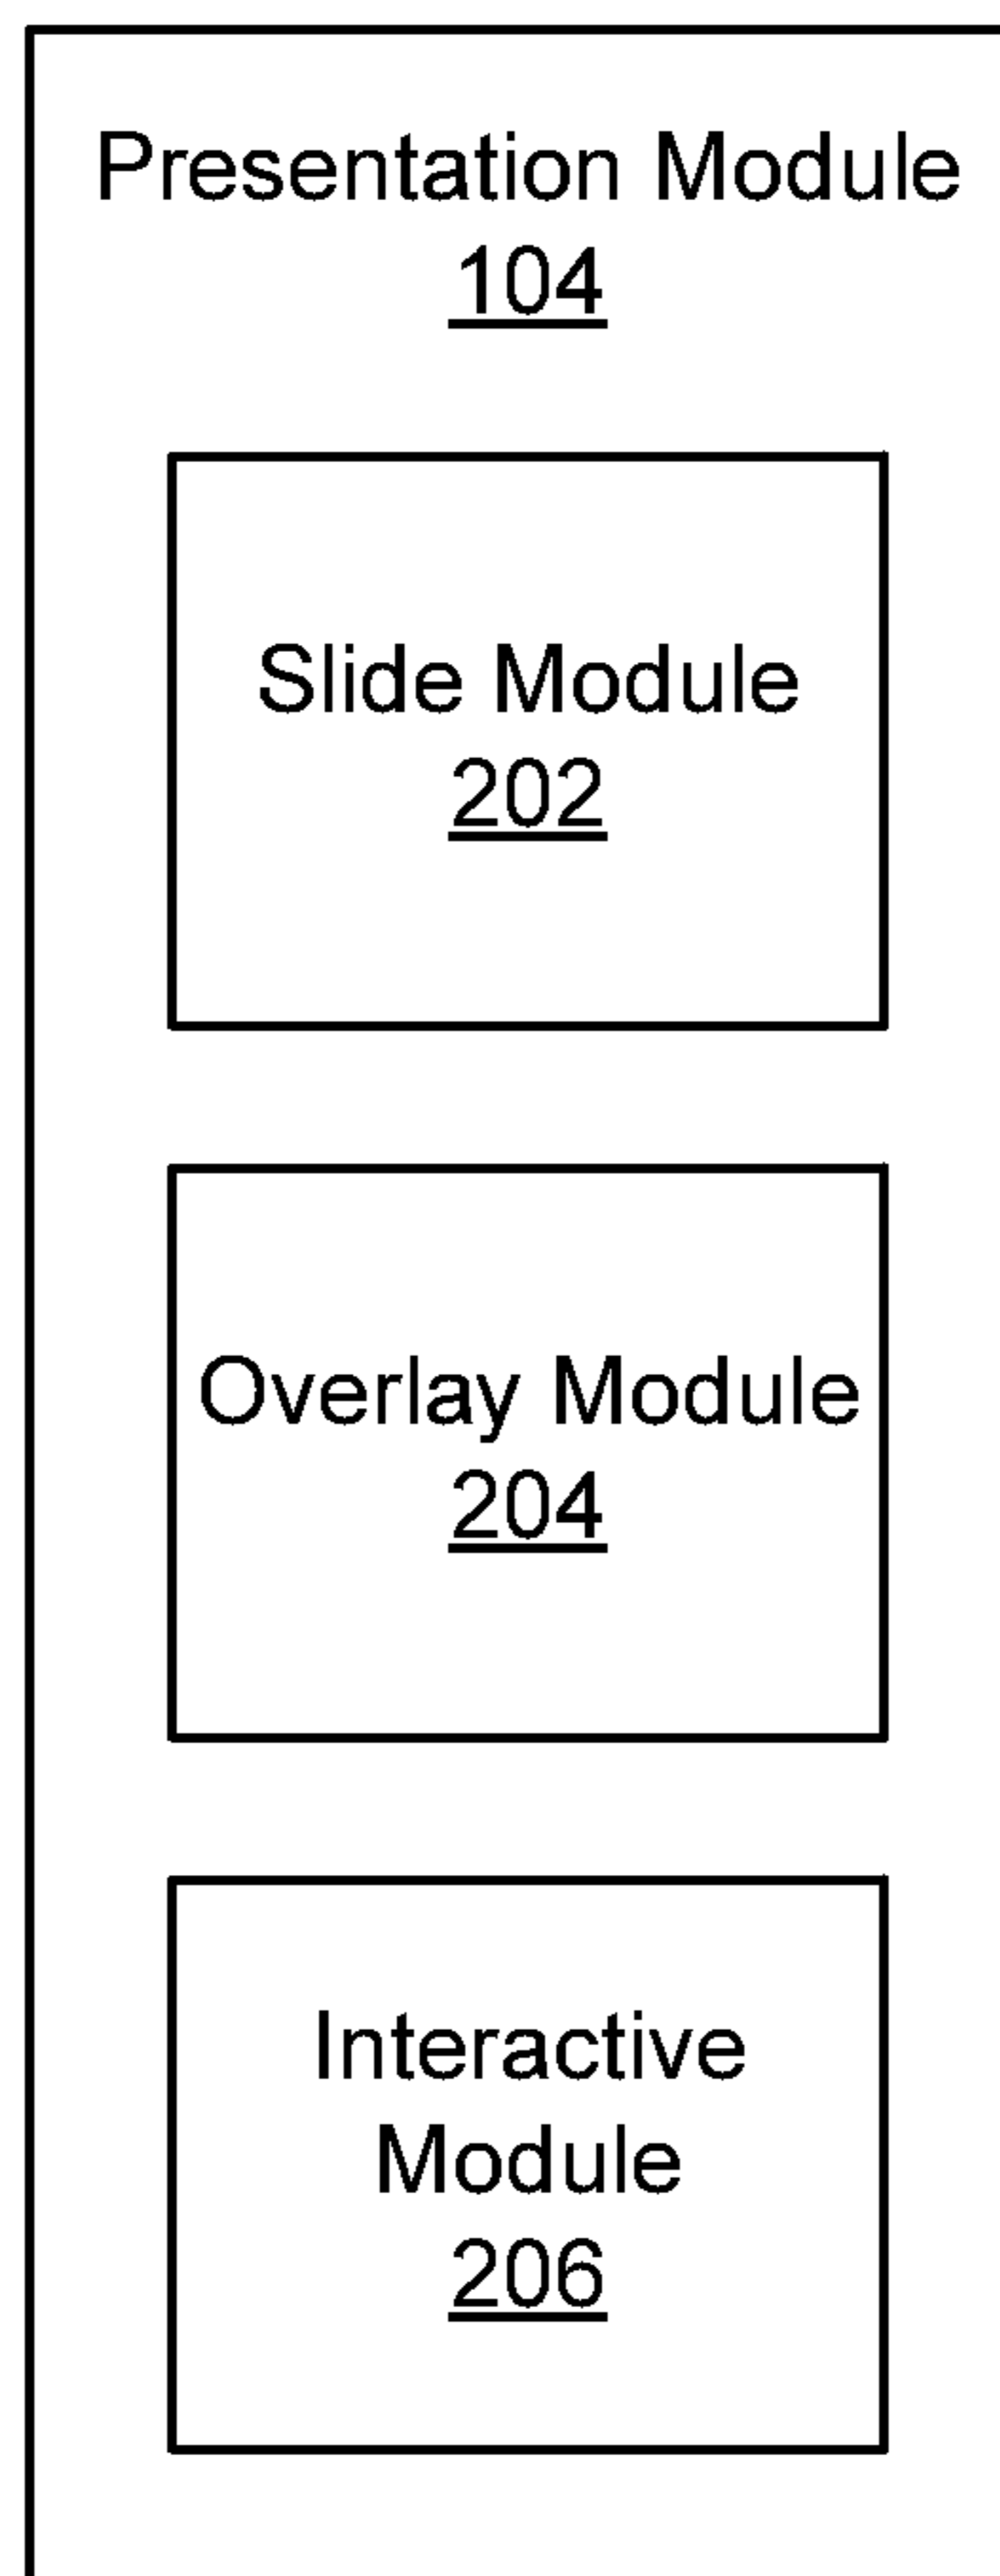 Presentation Module
104
Slide Module
202
Overlay Module
204
Interactive
Module
206